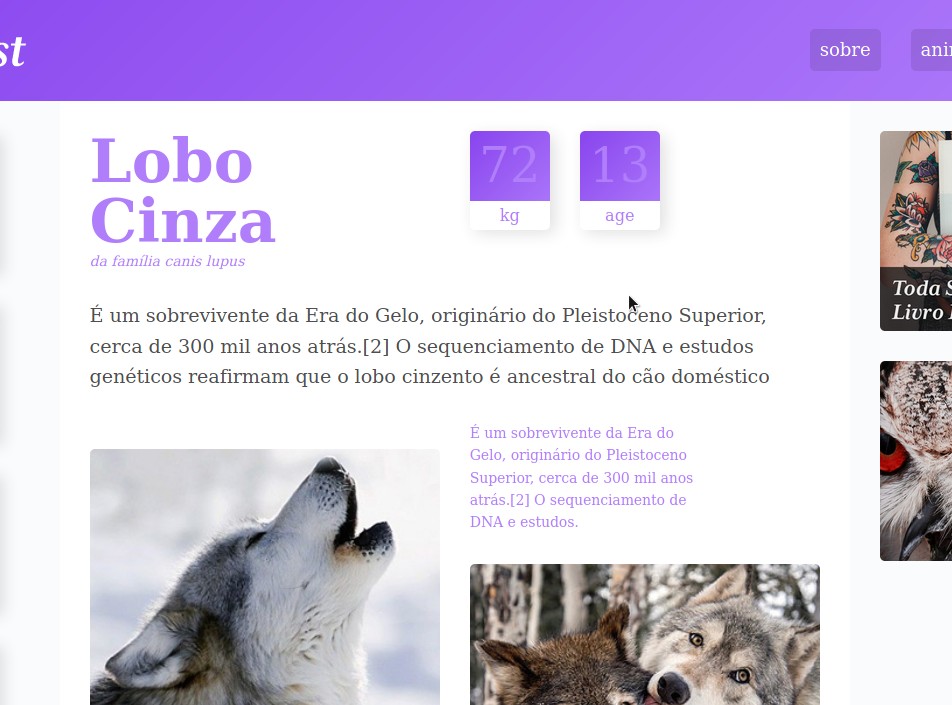 st
sobre
Lobo
Cinza
da família canis lupus
72
kg
13
age
É um sobrevivente da Era do Gelo, originário do Pleistoceno Superior,
cerca de 300 mil anos atrás.[2] O sequenciamento de DNA e estudos
genéticos reafirmam que o lobo cinzento é ancestral do cão doméstico
É um sobrevivente da Era do
Gelo, originário do Pleistoceno
Superior, cerca de 300 mil anos
atrás.[2] O sequenciamento de
DNA e estudos.
Toda
Livro